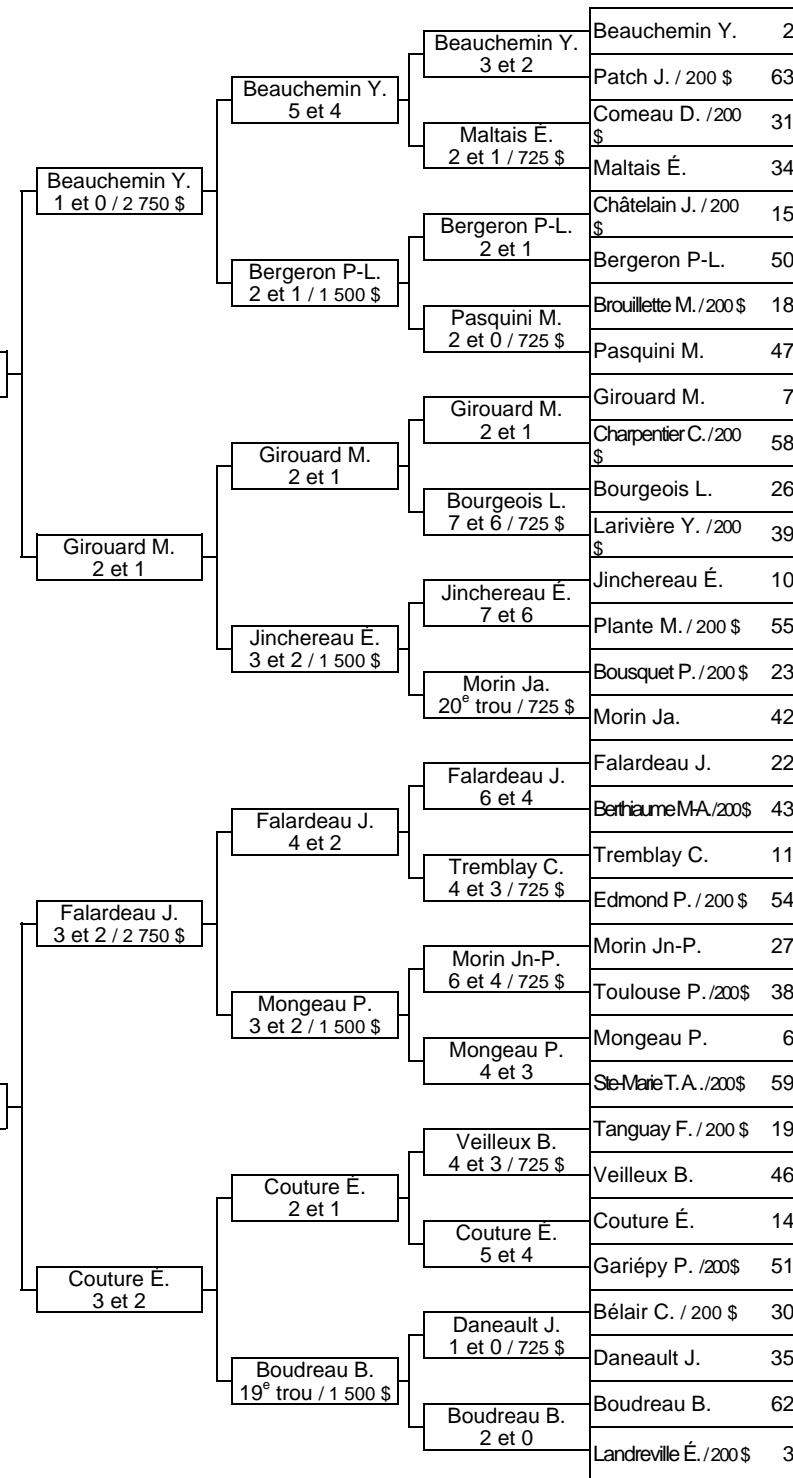 Beauchemin Y. 2
Beauchemin Y.
3 et 2
Patch J. / 200 $ 63
Beauchemin Y.
5 et 4
Comeau D. /200
$ 31
Maltais É.
2 et 1 / 725 $
Maltais É. 34
Beauchemin Y.
1 et 0 / 2 750 $
Châtelain J. / 200
$ 15
Bergeron P-L.
2 et 1
Bergeron P-L. 50
Bergeron P-L.
2 et 1 / 1 500 $
Brouillette M. / 200 $ 18
Pasquini M.
2 et 0 / 725 $
Pasquini M. 47
Girouard M. 7
Girouard M.
2 et 1
Charpentier C. /200
$ 58
Girouard M.
2 et 1
Bourgeois L. 26
Bourgeois L.
7 et 6 / 725 $
Larivière Y. /200
$ 39
Girouard M.
2 et 1
Jinchereau É. 10
Jinchereau É.
7 et 6
Plante M. / 200 $ 55
Jinchereau É.
3 et 2 / 1 500 $
Bousquet P. / 200 $ 23
Morin Ja.
20e trou / 725 $
Morin Ja. 42
Falardeau J. 22
Falardeau J.
6 et 4
Berthiaume M-A./200$ 43
Falardeau J.
4 et 2
Tremblay C. 11
Tremblay C.
4 et 3 / 725 $
Edmond P. / 200 $ 54
Falardeau J.
3 et 2 / 2 750 $
Morin Jn-P. 27
Morin Jn-P.
6 et 4 / 725 $
Toulouse P. /200$ 38
Mongeau P.
3 et 2 / 1 500 $
Mongeau P. 6
Mongeau P.
4 et 3
Ste-Marie T. A. ./200$ 59
Tanguay F. / 200 $ 19
Veilleux B.
4 et 3 / 725 $
Veilleux B. 46
Couture É.
2 et 1
Couture É. 14
Couture É.
5 et 4
Gariépy P. /200$ 51
Couture É.
3 et 2
Bélair C. / 200 $ 30
Daneault J.
1 et 0 / 725 $
Daneault J. 35
Boudreau B.
19e trou / 1 500 $
Boudreau B. 62
Boudreau B.
2 et 0
Landreville É. / 200 $ 3